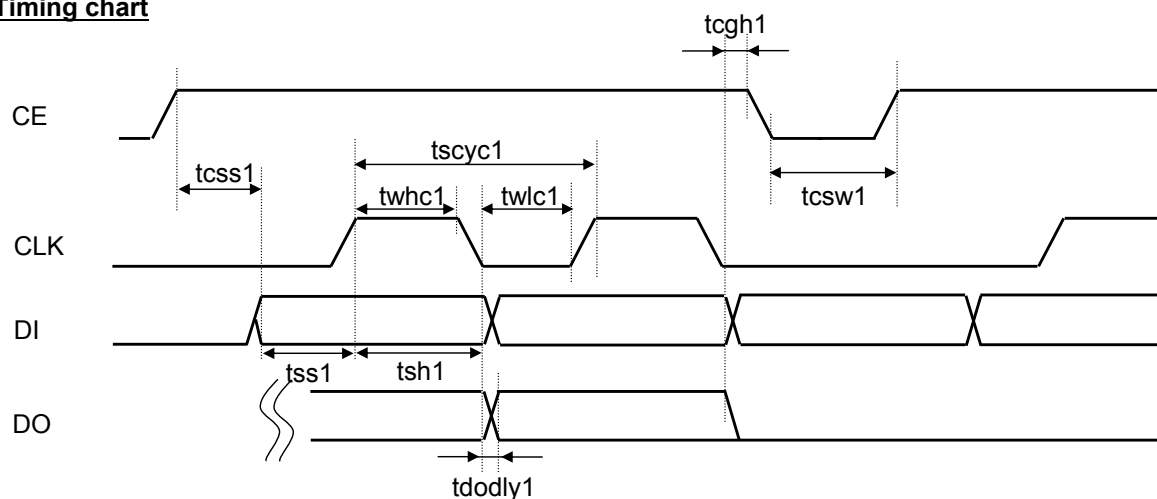 Timing chart
tcgh1
CE
tscyc1
tcss1
twhc1
twlc1
tcsw1
CLK
DI
tss1
tsh1
DO
tdodly1